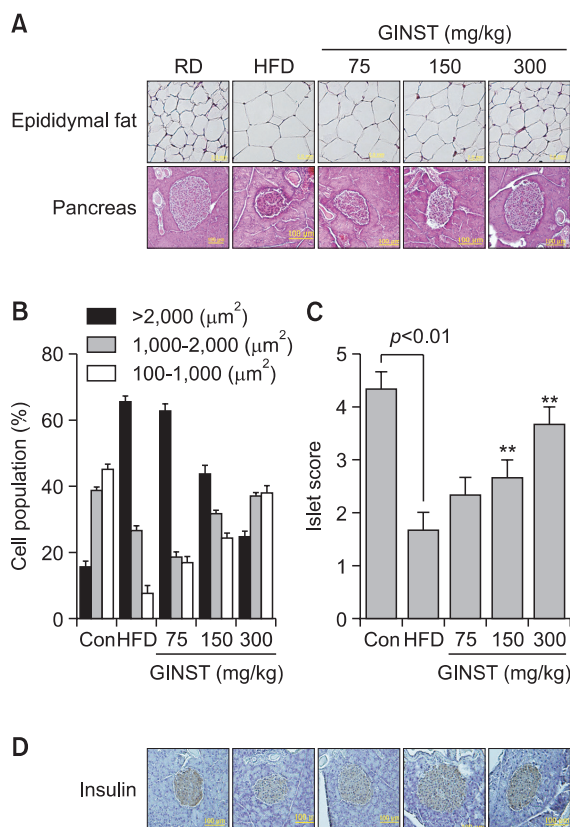 A
GINST (mg/kg)
RD HFD 75 150 300
Epididymal fat
Pancreas
100 µm
100 µm
100 µm
100 µm
B
>2,000 (µm²)
1,000-2,000 (µm²)
100-1,000 (µm²)
Cell population (%)
80
60
40
20
0
Con HFD 75 150 300
GINST (mg/kg)
C
p<0.01
**
**
Islet score
5
4
3
2
1
0
Con HFD 75 150 300
GINST (mg/kg)
D
Insulin